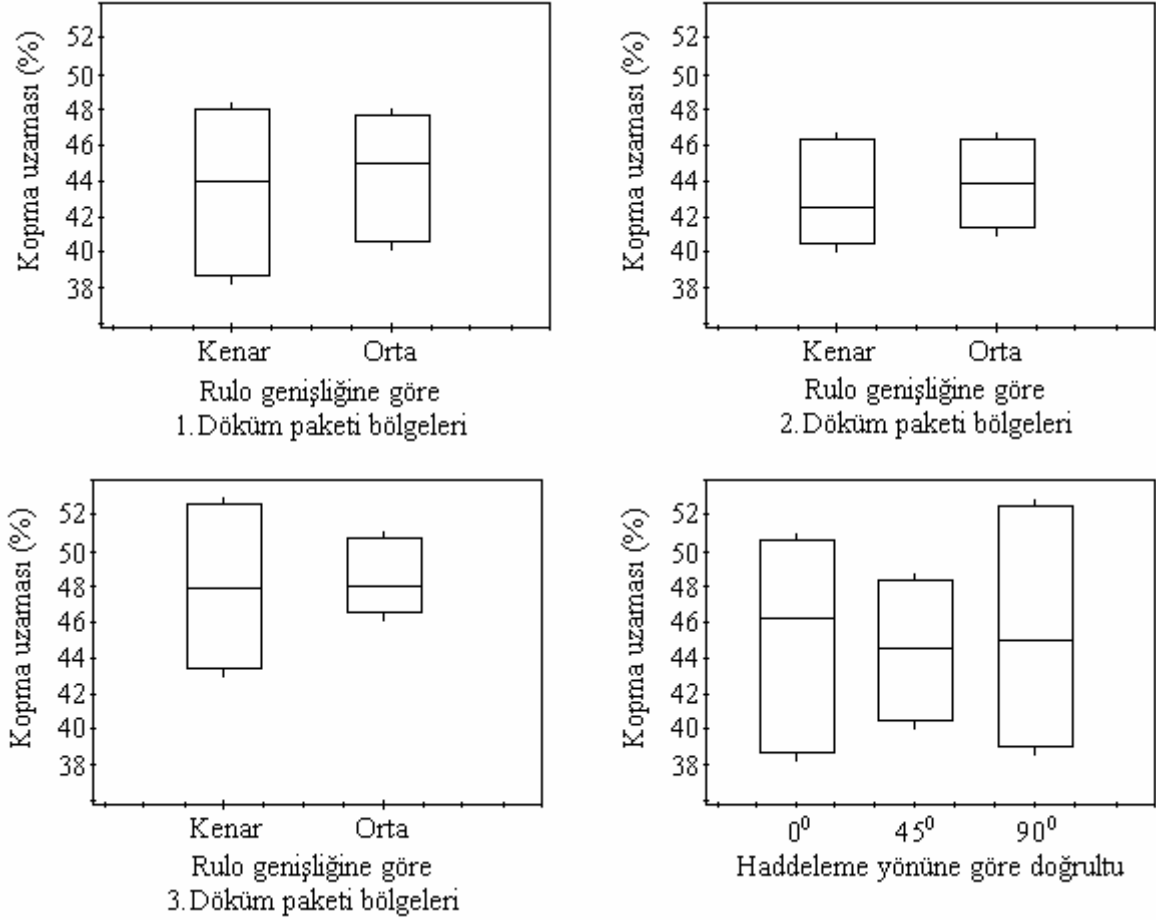 Kopma uzaması (%)
52
50
48
46
44
42
40
38
Kenar Orta
Rulo genişliğine göre
1.Döküm paketi bölgeleri
Kopma uzaması (%)
52
50
48
46
44
42
40
38
Kenar Orta
Rulo genişliğine göre
2.Döküm paketi bölgeleri
Kopma uzaması (%)
52
50
48
46
44
42
40
38
Kenar Orta
Rulo genişliğine göre
3.Döküm paketi bölgeleri
Kopma uzaması (%)
52
50
48
46
44
42
40
38
0⁰ 45⁰ 90⁰
Haddeleme yönüne göre doğrultu